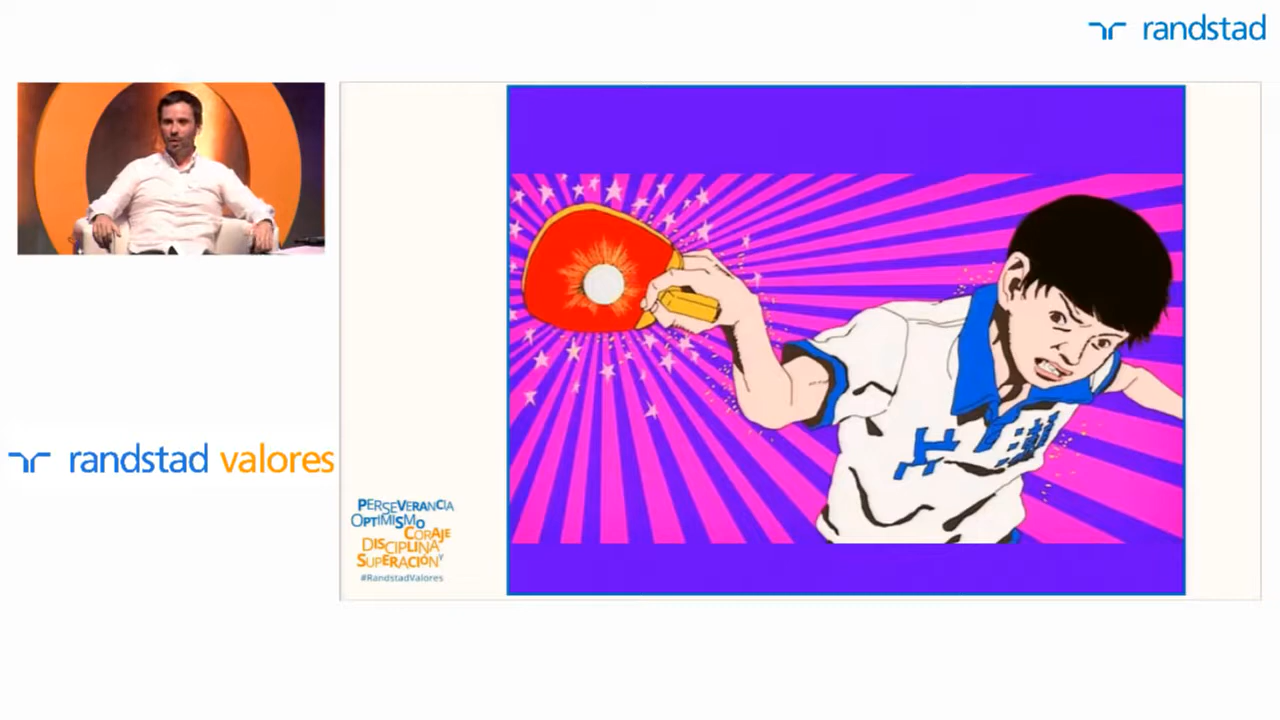 randstad
randstad valores
PERSEVERANCIA
OPTIMISMO
CORAJE
DISCIPLINA Y
SUPERACIÓN
#RandstadValores